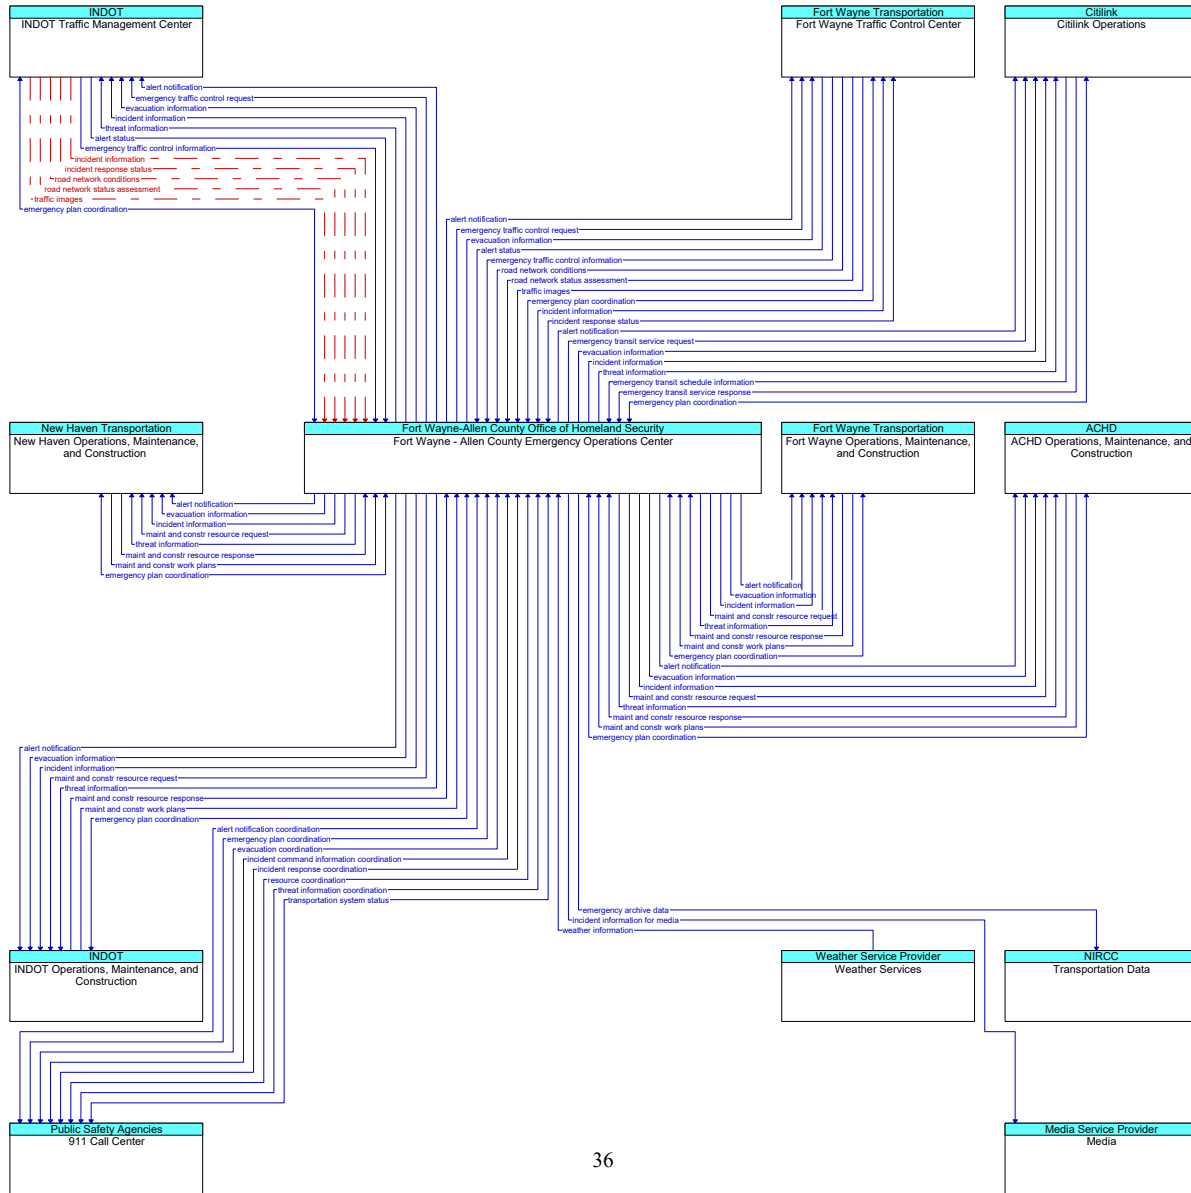 INDOT
INDOT Traffic Management Center
Fort Wayne Transportation
Fort Wayne Traffic Control Center
Citilink
Citilink Operations
alert notification
emergency traffic control request
evacuation information
incident information
threat information
alert status
emergency traffic control information
incident information
incident response status
road network conditions
road network status assessment
traffic images
emergency plan coordination
alert notification
emergency traffic control request
evacuation information
alert status
emergency traffic control information
road network conditions
road network status assessment
traffic images
emergency plan coordination
incident information
incident response status
alert notification
emergency transit service request
evacuation information
incident information
threat information
emergency transit schedule information
emergency transit service response
emergency plan coordination
New Haven Transportation
New Haven Operations, Maintenance,
and Construction
Fort Wayne-Allen County Office of Homeland Security
Fort Wayne - Allen County Emergency Operations Center
Fort Wayne Transportation
Fort Wayne Operations, Maintenance,
and Construction
ACHD
ACHD Operations, Maintenance, and
Construction
alert notification
evacuation information
incident information
maint and constr resource request
threat information
maint and constr resource response
maint and constr work plans
emergency plan coordination
alert notification
evacuation information
incident information
maint and constr resource request
threat information
maint and constr resource response
maint and constr work plans
emergency plan coordination
alert notification
evacuation information
incident information
maint and constr resource request
threat information
maint and constr resource response
maint and constr work plans
emergency plan coordination
alert notification
evacuation information
incident information
maint and constr resource request
threat information
maint and constr resource response
maint and constr work plans
emergency plan coordination
alert notification coordination
emergency plan coordination
evacuation coordination
incident command information coordination
incident response coordination
resource coordination
threat information coordination
transportation system status
emergency archive data
incident information for media
weather information
INDOT
INDOT Operations, Maintenance, and
Construction
Weather Service Provider
Weather Services
NIRCC
Transportation Data
Public Safety Agencies
911 Call Center
Media Service Provider
Media
36